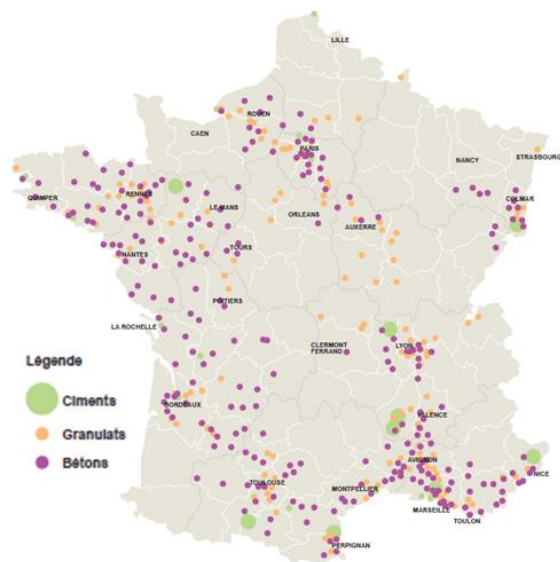 LILLE
ROUEN
CAEN
PARIS
NANCY
STRASBOURG
RENNES
QUIMPER
LE MANS
ORLEANS
COLMAR
AUXERRE
TOURS
NANTES
POITIERS
LA ROCHELLE
CLERMONT
FERRAND
LYON
Légende
Ciments
Granulats
Bétons
BORDEAUX
VALENCE
AVIGNON
NICE
TOULOUSE
MONTPELLIER
MARSEILLE
TOULON
PERPIGNAN